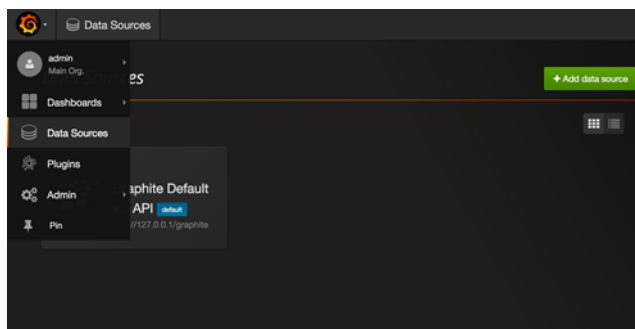 Data Sources
admin
Main Org.
es
+ Add data source
Dashboards
Data Sources
Plugins
aphite Default
Admin
API default
//127.0.0.1/graphite
Pin